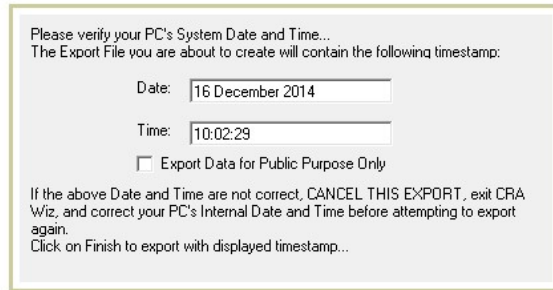 Please verify your PC's System Date and Time...
The Export File you are about to create will contain the following timestamp:
Date: 16 December 2014
Time: 10:02:29
Export Data for Public Purpose Only
If the above Date and Time are not correct, CANCEL THIS EXPORT, exit CRA
Wiz, and correct your PC's Internal Date and Time before attempting to export
again.
Click on Finish to export with displayed timestamp...